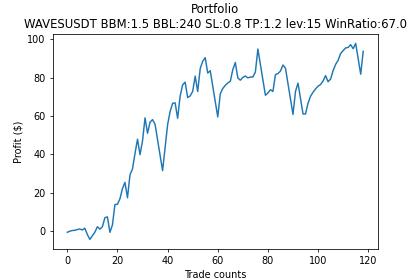 Portfolio
WAVESUSDT BBM:1.5 BBL:240 SL:0.8 TP:1.2 lev:15 WinRatio:67.0
100
80
60
40
20
0
Profit ($)
0 20 40 60 80 100 120
Trade counts